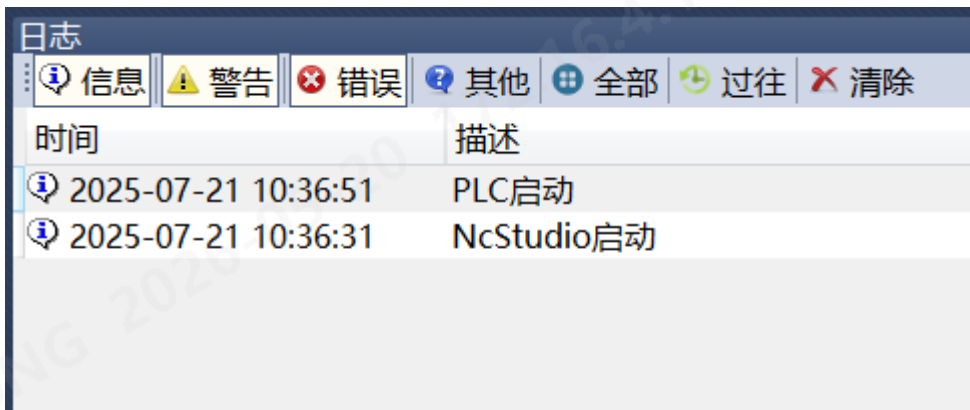 日志
信息 警告 错误 其他 全部 过往 清除
时间 描述
2025-07-21 10:36:51 PLC启动
2025-07-21 10:36:31 NcStudio启动